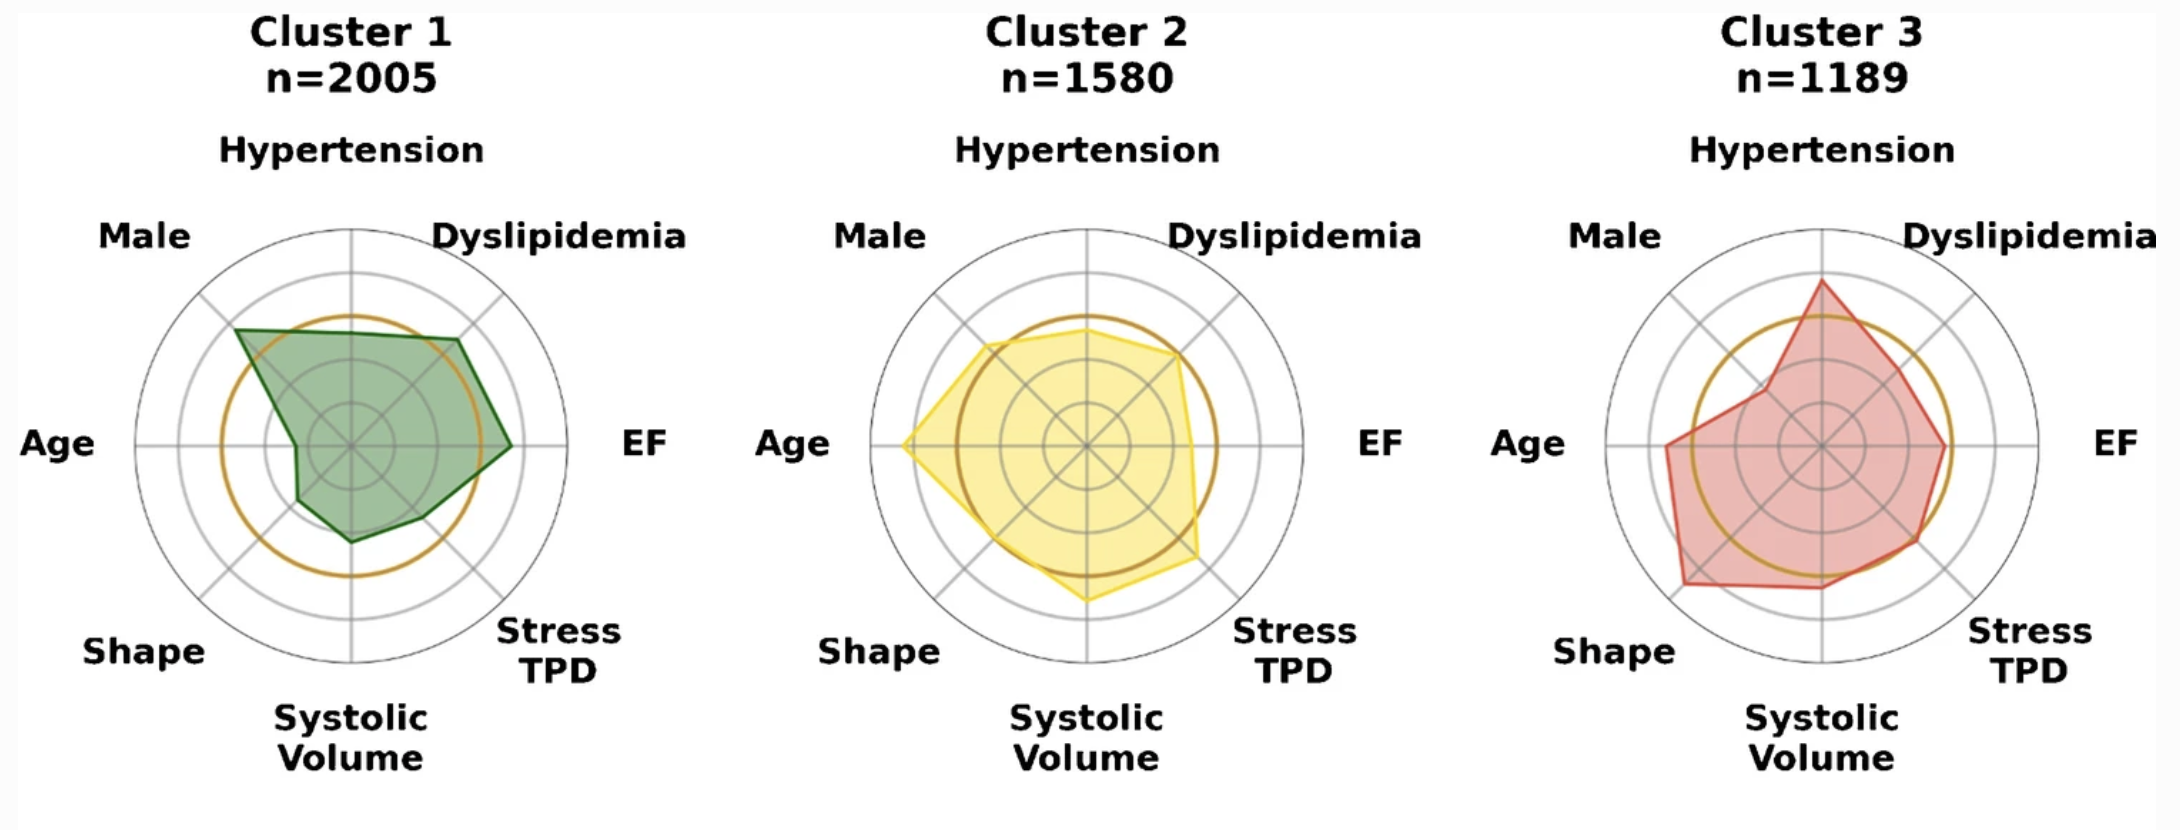 Cluster 1
n=2005
Hypertension
Male
Dyslipidemia
Age
EF
Shape
Stress
TPD
Systolic
Volume
Cluster 2
n=1580
Hypertension
Male
Dyslipidemia
Age
EF
Shape
Stress
TPD
Systolic
Volume
Cluster 3
n=1189
Hypertension
Male
Dyslipidemia
Age
EF
Shape
Stress
TPD
Systolic
Volume